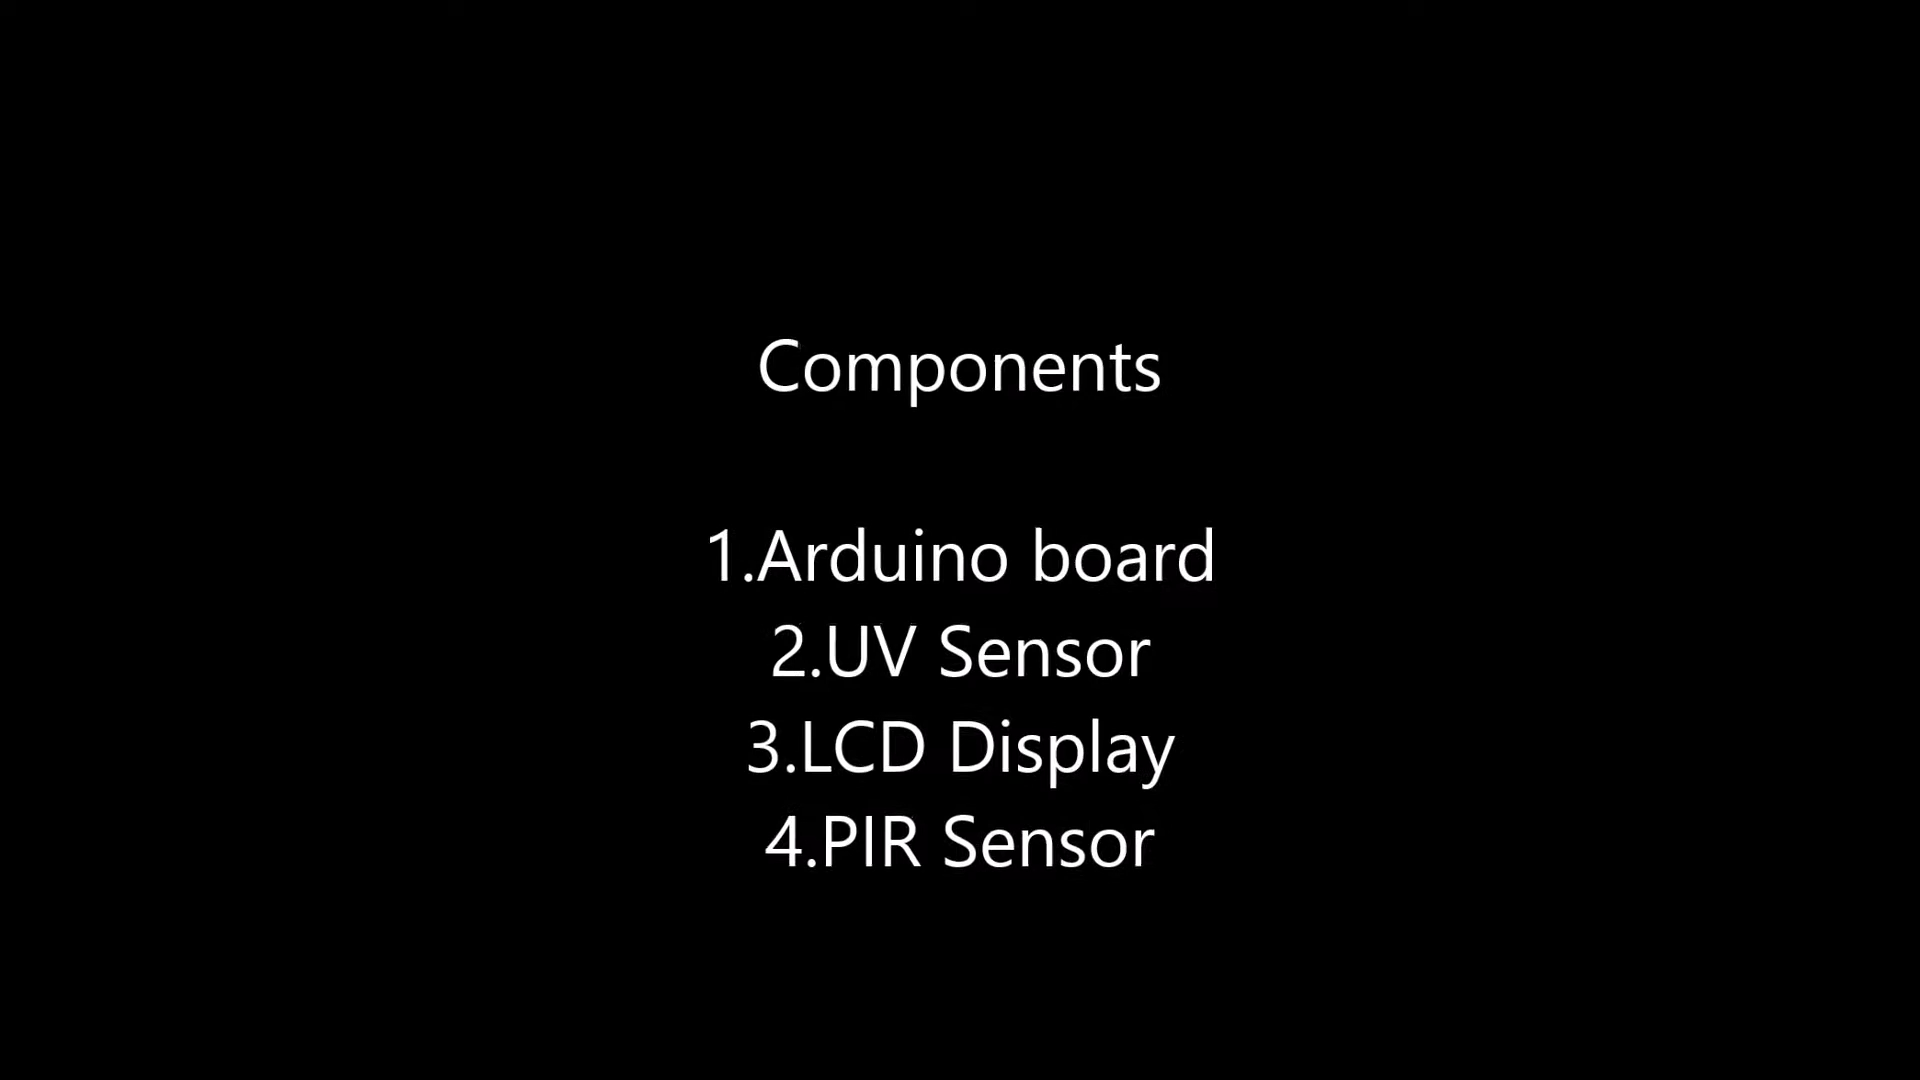 Components
1.Arduino board
2.UV Sensor
3.LCD Display
4.PIR Sensor